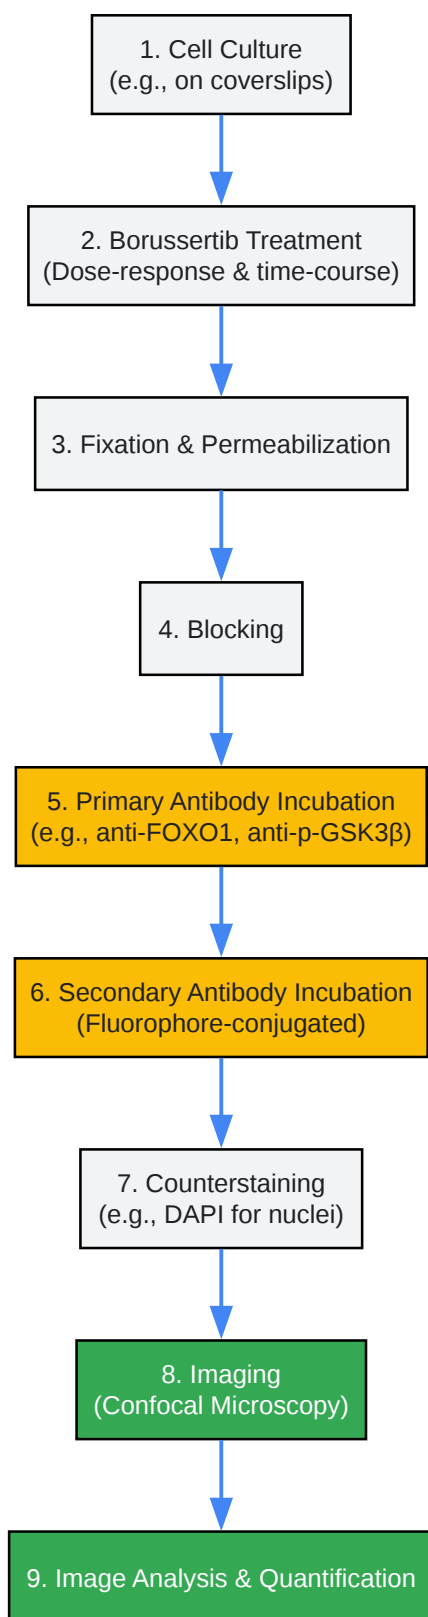 1. Cell Culture
(e.g., on coverslips)
2. Borussertib Treatment
(Dose-response & time-course)
3. Fixation & Permeabilization
4. Blocking
5. Primary Antibody Incubation
(e.g., anti-FOXO1, anti-p-GSK3β)
6. Secondary Antibody Incubation
(Fluorophore-conjugated)
7. Counterstaining
(e.g., DAPI for nuclei)
8. Imaging
(Confocal Microscopy)
9. Image Analysis & Quantification